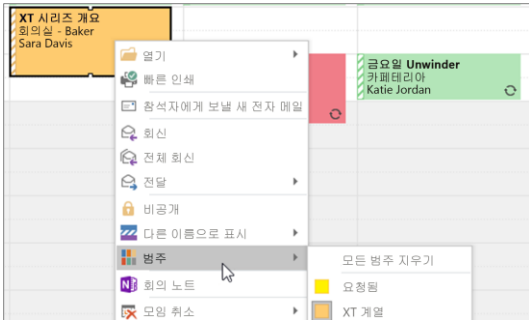 XT 시리즈 개요
회의실 - Baker
Sara Davis
금요일 Unwinder
카페테리아
Katie Jordan
열기
빠른 인쇄
참석자에게 보낼 새 전자 메일
회신
전체 회신
전달
비공개
다른 이름으로 표시
범주
회의 노트
모임 취소
모든 범주 지우기
요청됨
XT 계열